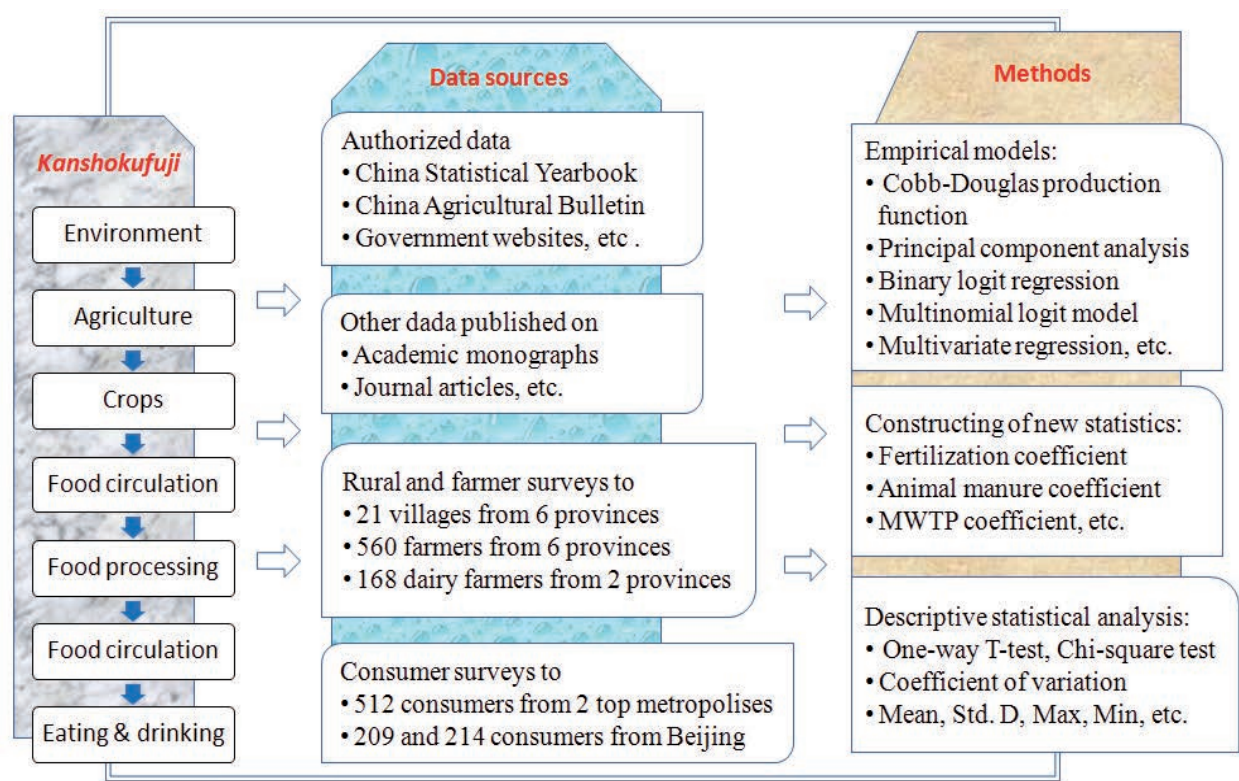 Kanshokufuji
Environment
Agriculture
Crops
Food circulation
Food processing
Food circulation
Eating & drinking
Data sources
Authorized data
• China Statistical Yearbook
• China Agricultural Bulletin
• Government websites, etc .
Other dada published on
• Academic monographs
• Journal articles, etc.
Rural and farmer surveys to
• 21 villages from 6 provinces
• 560 farmers from 6 provinces
• 168 dairy farmers from 2 provinces
Consumer surveys to
• 512 consumers from 2 top metropolises
• 209 and 214 consumers from Beijing
Methods
Empirical models:
• Cobb-Douglas production
function
• Principal component analysis
• Binary logit regression
• Multinomial logit model
• Multivariate regression, etc.
Constructing of new statistics:
• Fertilization coefficient
• Animal manure coefficient
• MWTP coefficient, etc.
Descriptive statistical analysis:
• One-way T-test, Chi-square test
• Coefficient of variation
• Mean, Std. D, Max, Min, etc.